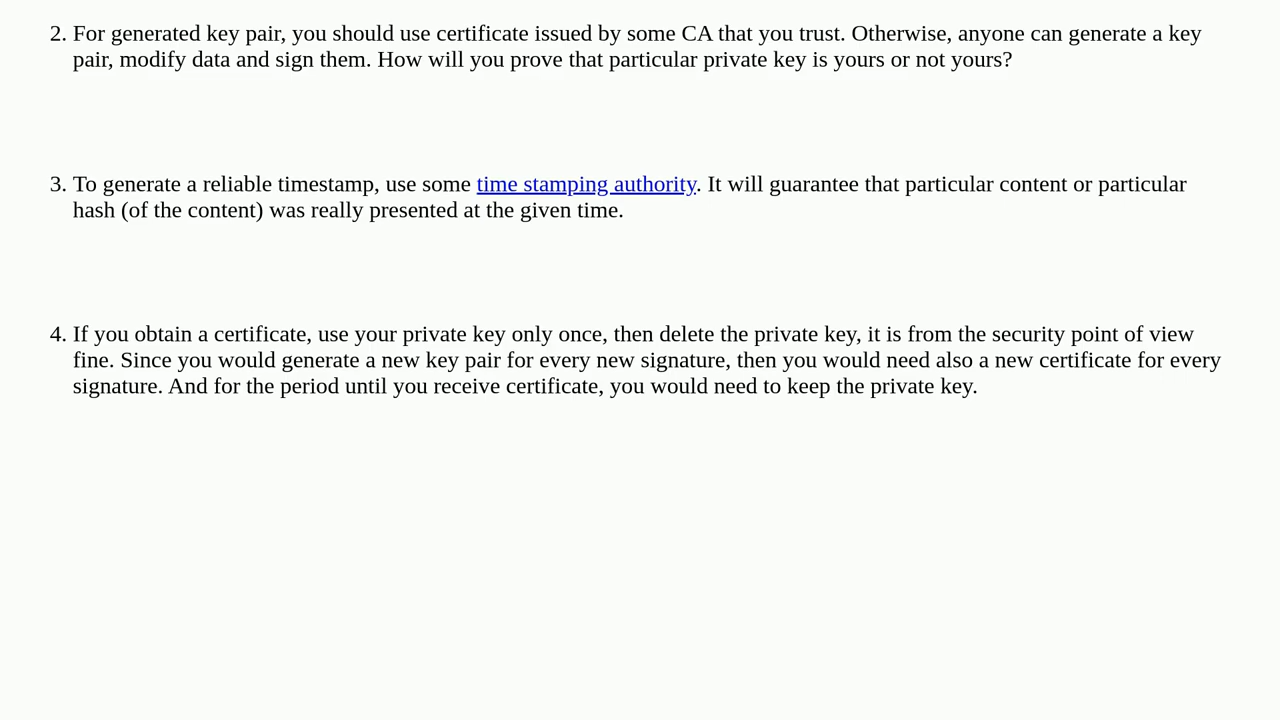 2. For generated key pair, you should use certificate issued by some CA that you trust. Otherwise, anyone can generate a key
pair, modify data and sign them. How will you prove that particular private key is yours or not yours?
3. To generate a reliable timestamp, use some time stamping authority. It will guarantee that particular content or particular
hash (of the content) was really presented at the given time.
4. If you obtain a certificate, use your private key only once, then delete the private key, it is from the security point of view
fine. Since you would generate a new key pair for every new signature, then you would need also a new certificate for every
signature. And for the period until you receive certificate, you would need to keep the private key.